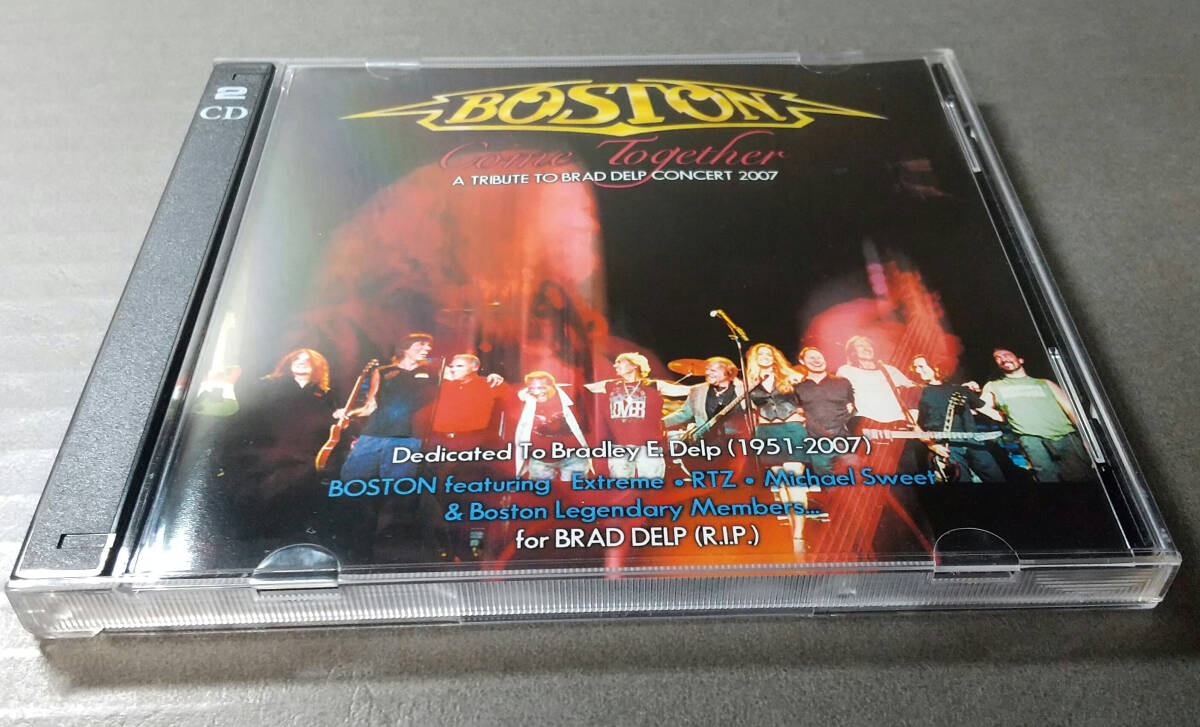 2
CD
BOSTON
Come Together
A TRIBUTE TO BRAD DELP CONCERT 2007
LOVER
Dedicated To Bradley E. Delp (1951-2007)
BOSTON featuring Extreme • RTZ • Michael Sweet
& Boston Legendary Members...
for BRAD DELP (R.I.P.)